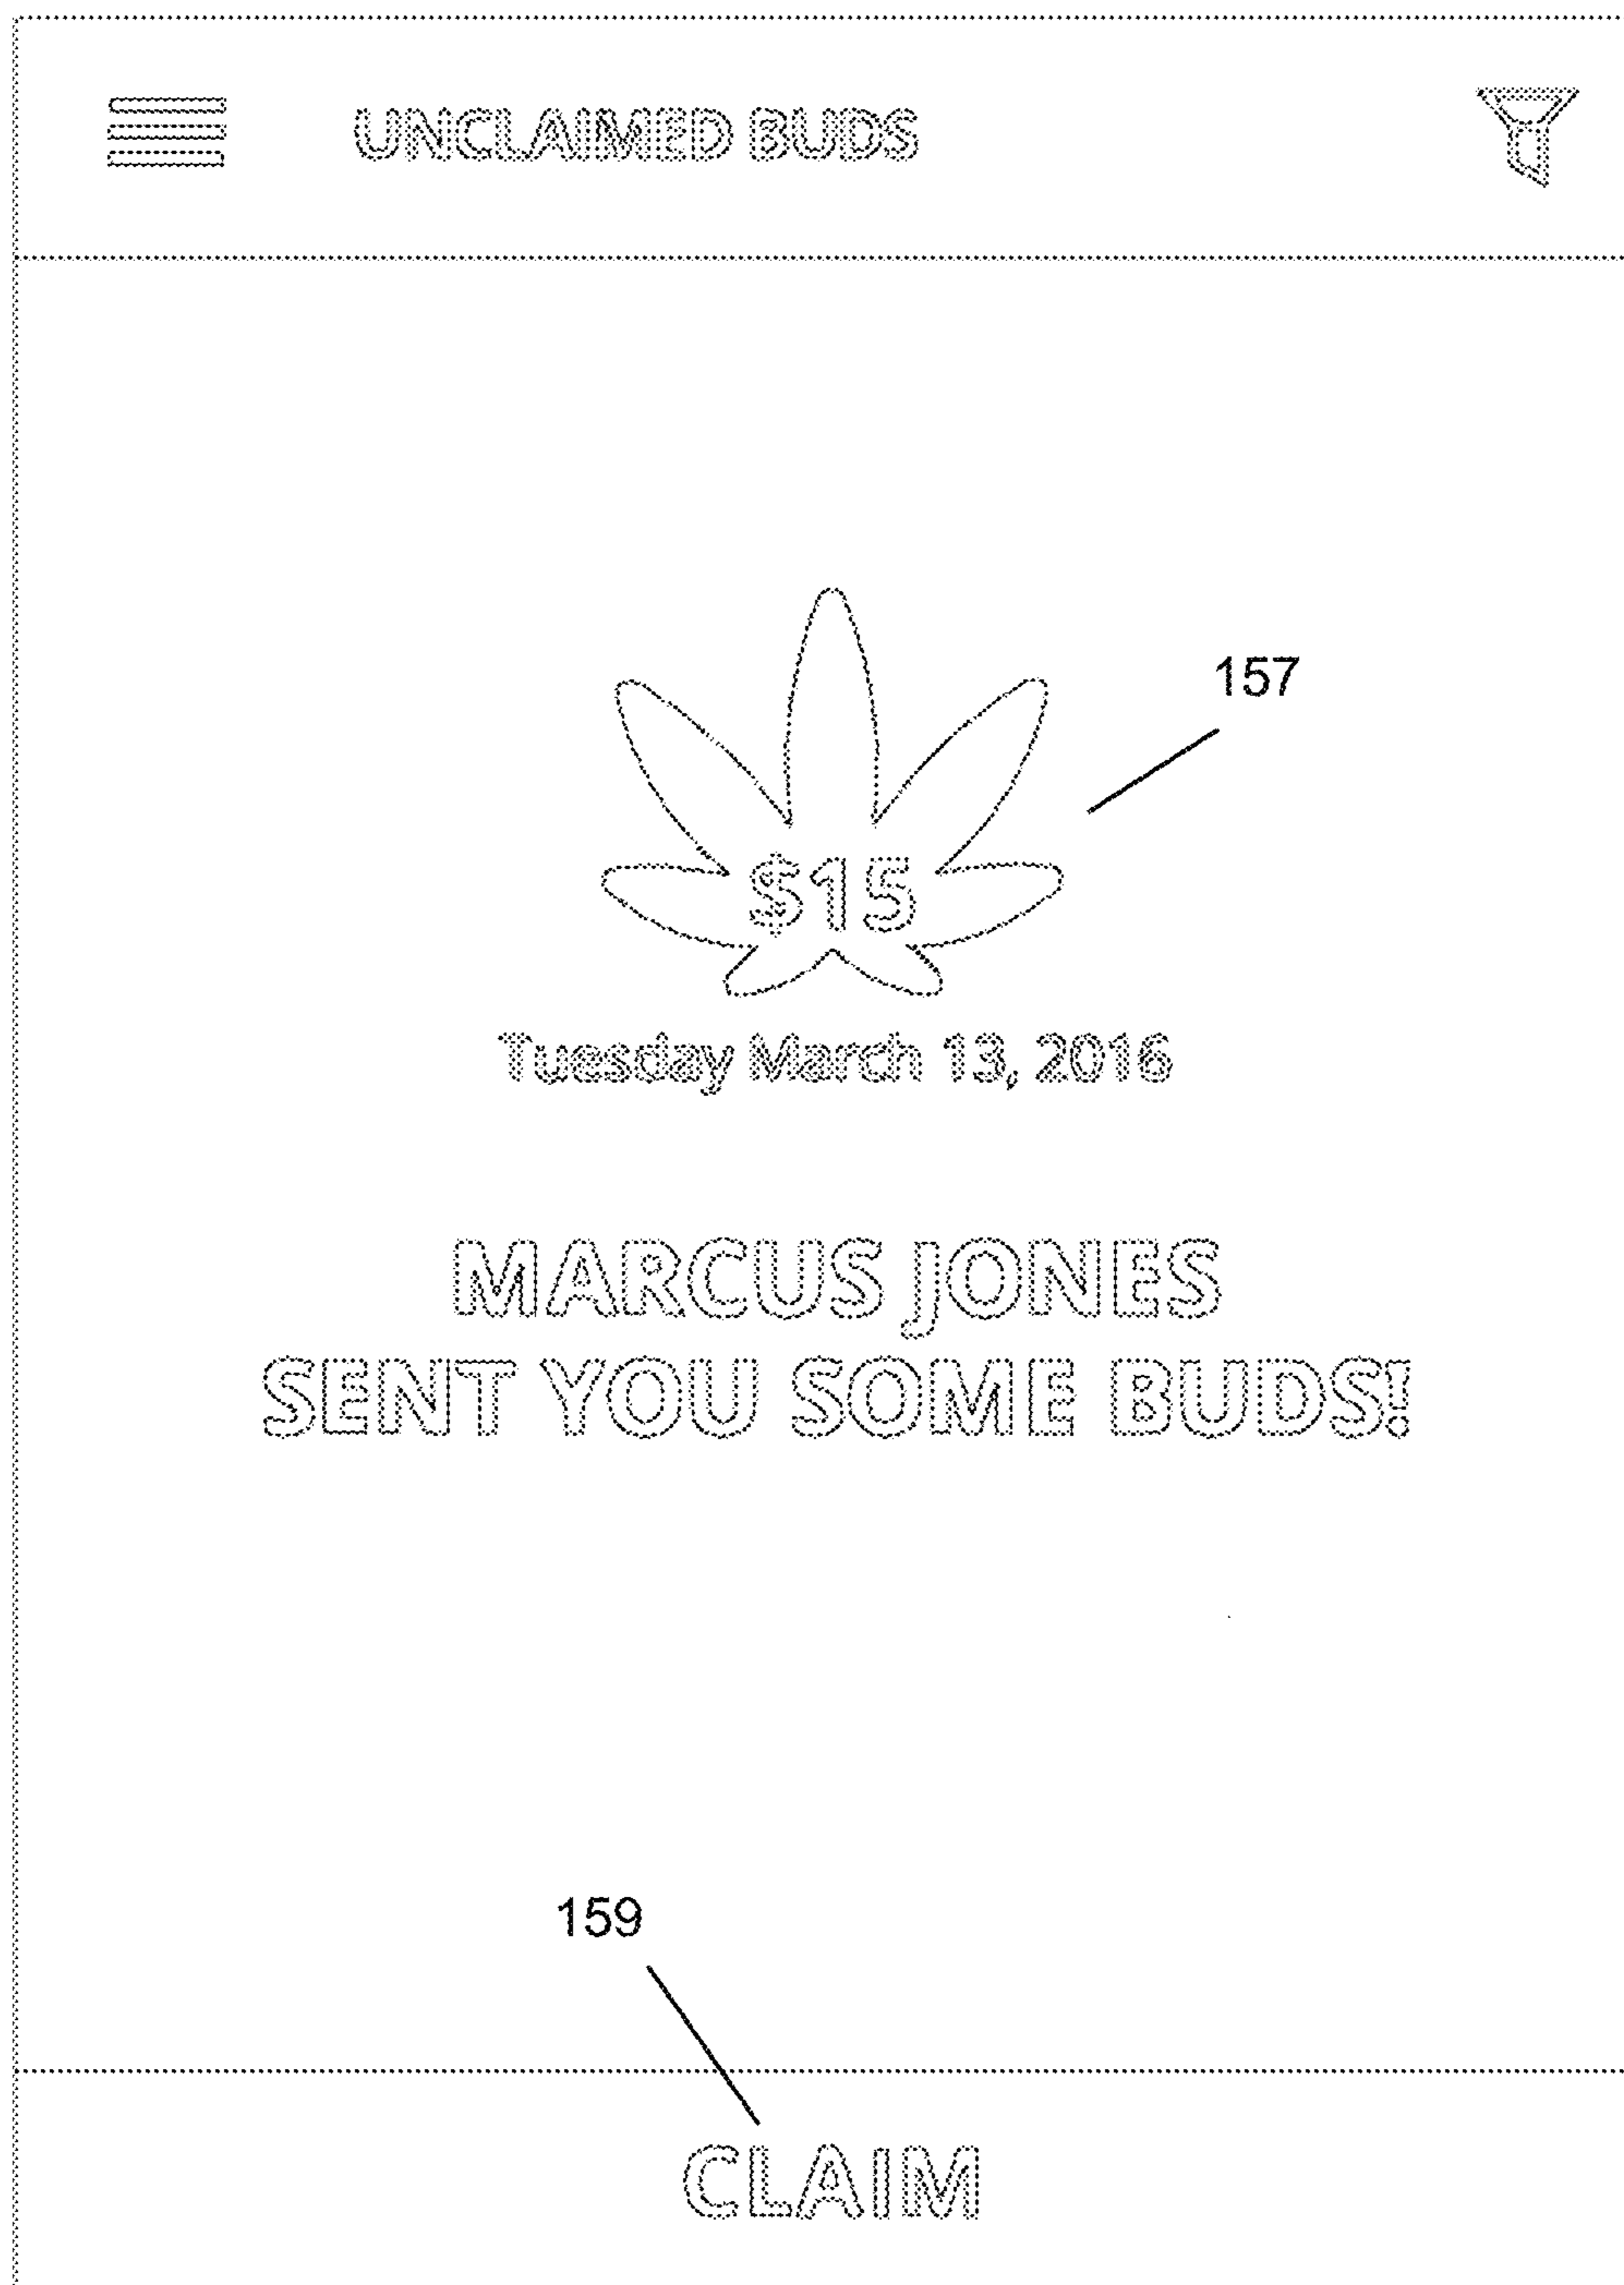 UNCLAIMED BUDS
157
$15
Tuesday March 13, 2016
MARCUS JONES
SENT YOU SOME BUDS!
159
CLAIM